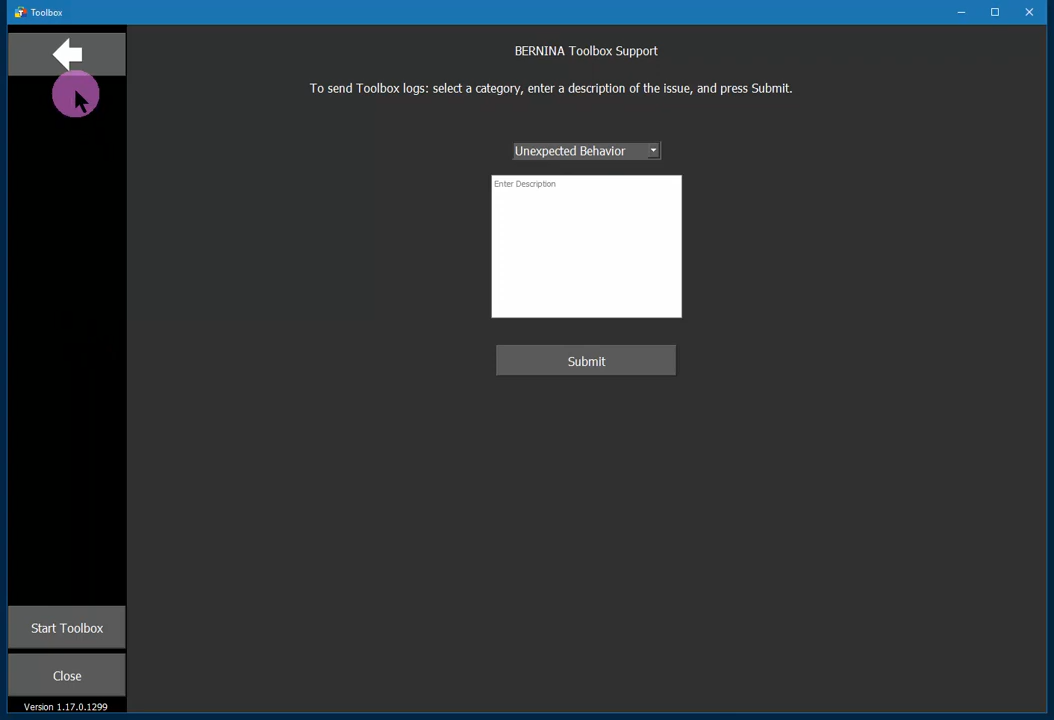 Toolbox
BERNINA Toolbox Support
To send Toolbox logs: select a category, enter a description of the issue, and press Submit.
Unexpected Behavior
Enter Description
Submit
Start Toolbox
Close
Version 1.17.0.1299